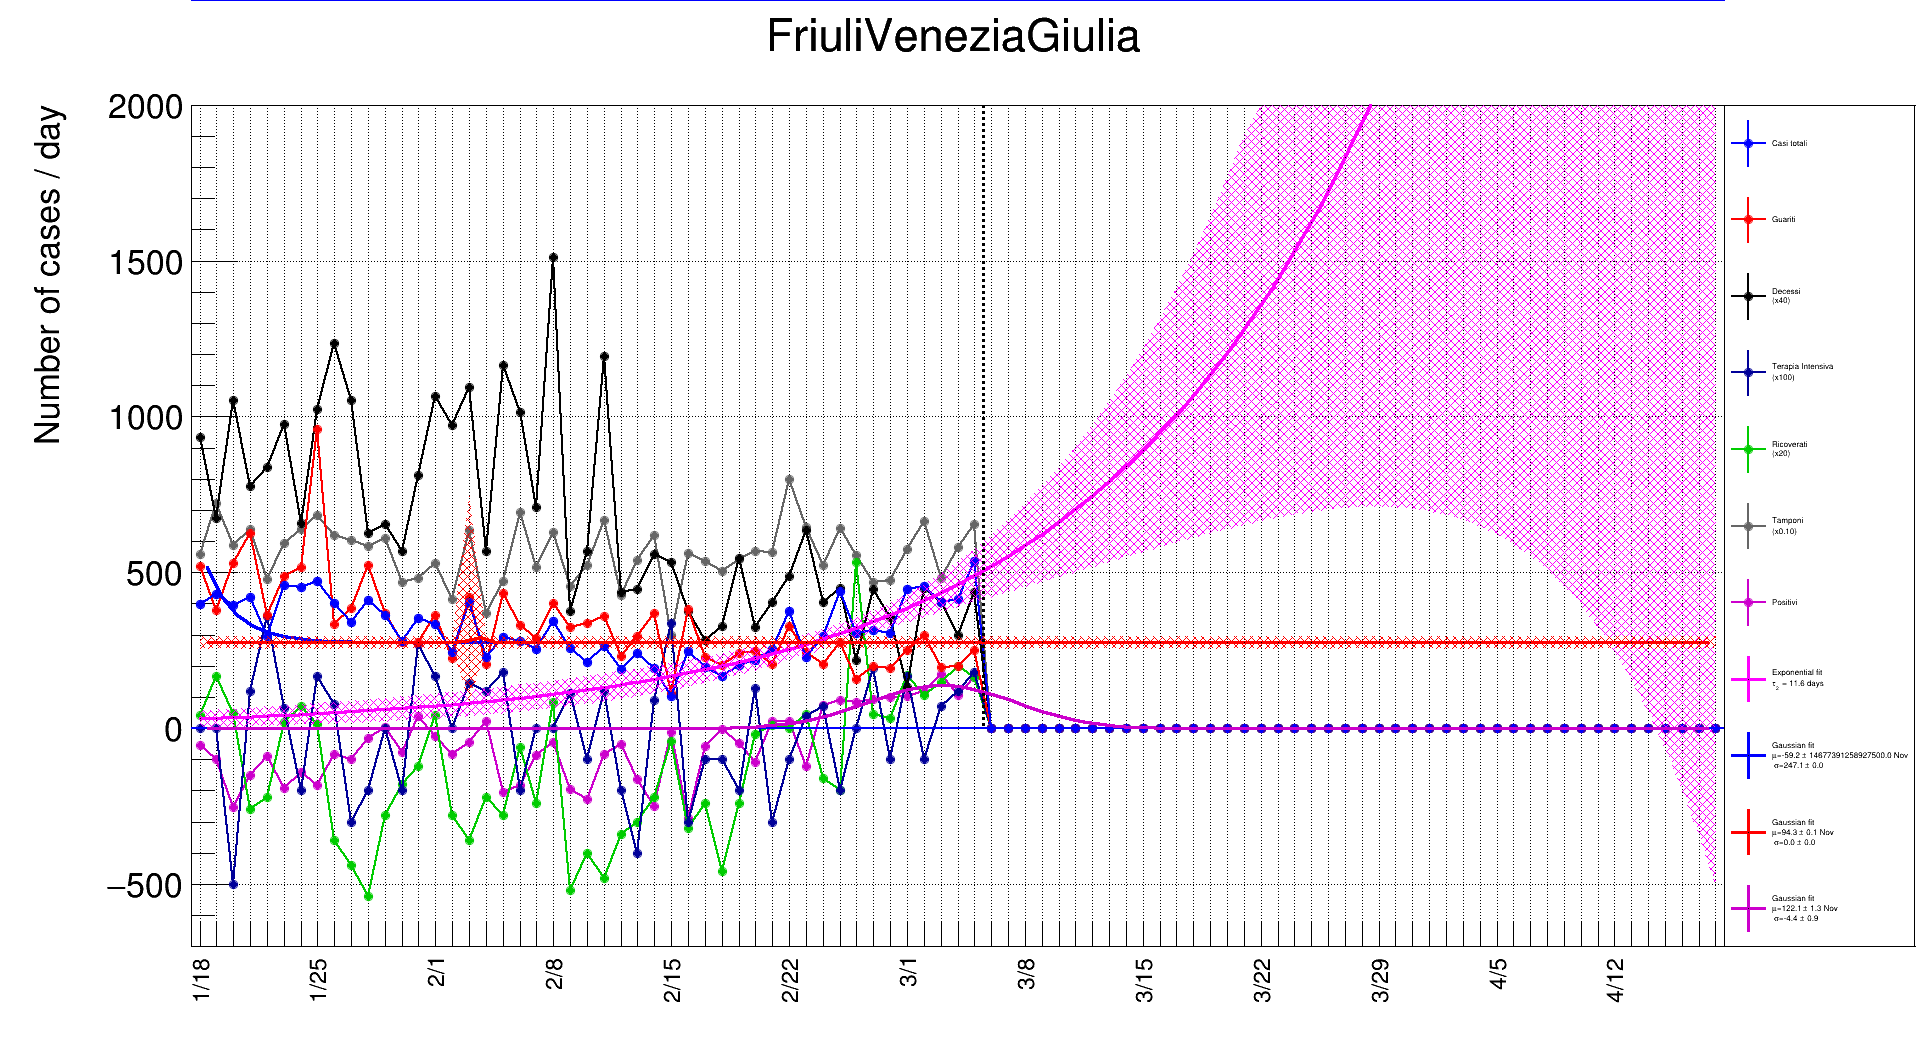 FriuliVeneziaGiulia
Number of cases / day
2000
1500
1000
500
0
−500
1/18
1/25
2/1
2/8
2/15
2/22
3/1
3/8
3/15
3/22
3/29
4/5
4/12
Casi totali
Guariti
Decessi
(x40)
Terapia Intensiva
(x100)
Ricoverati
(x20)
Tamponi
(x0.10)
Positivi
Exponential fit
τ2 = 11.6 days
Gaussian fit
μ=-59.2 ± 14677391258927500.0 Nov
σ=247.1 ± 0.0
Gaussian fit
μ=94.3 ± 0.1 Nov
σ=0.0 ± 0.0
Gaussian fit
μ=122.1 ± 1.3 Nov
σ=-4.4 ± 0.9